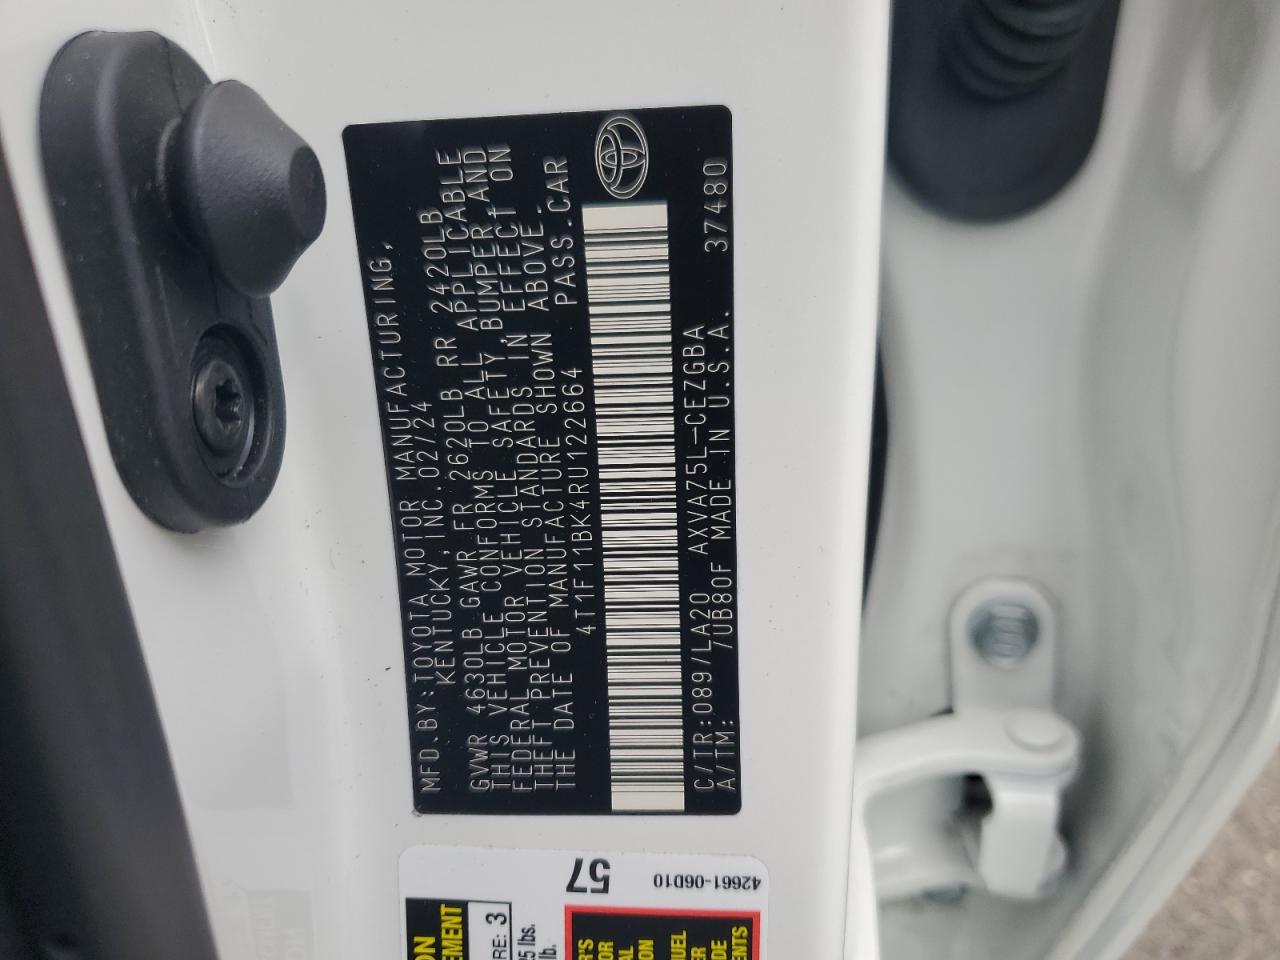 MFD.BY:TOYOTA MOTOR MANUFACTURING,
KENTUCKY,INC. 02/24
GVWR 4630LB GAWR FR 2620LB RR 2420LB
THIS VEHICLE CONFORMS TO ALL APPLICABLE
FEDERAL MOTOR VEHICLE SAFETY,BUMPER,AND
THEFT PREVENTION STANDARDS IN EFFECT ON
THE DATE OF MANUFACTURE SHOWN ABOVE.
4T1F11BK4RU122664 PASS.CAR
C/TR:089/LA20 AXVA75L-CEZGBA 37480
A/TM: 7UB80F MADE IN U.S.A.
57
42661-06D10
3